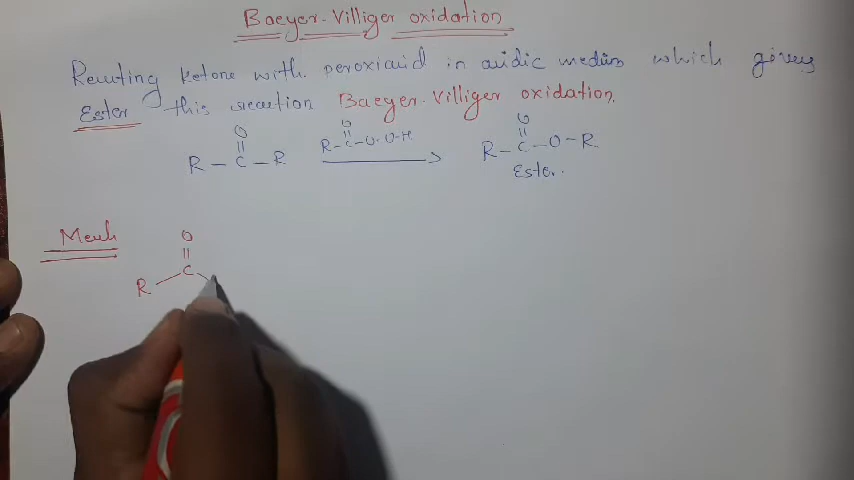 Baeyer-Villiger oxidation
Reacting ketone with peroxiacid in acidic medium which gives
Ester this reaction Baeyer-Villiger oxidation.
O O O
R - C - R R - C - O - O - H R - C - O - R
Ester.
Mech
O
R C